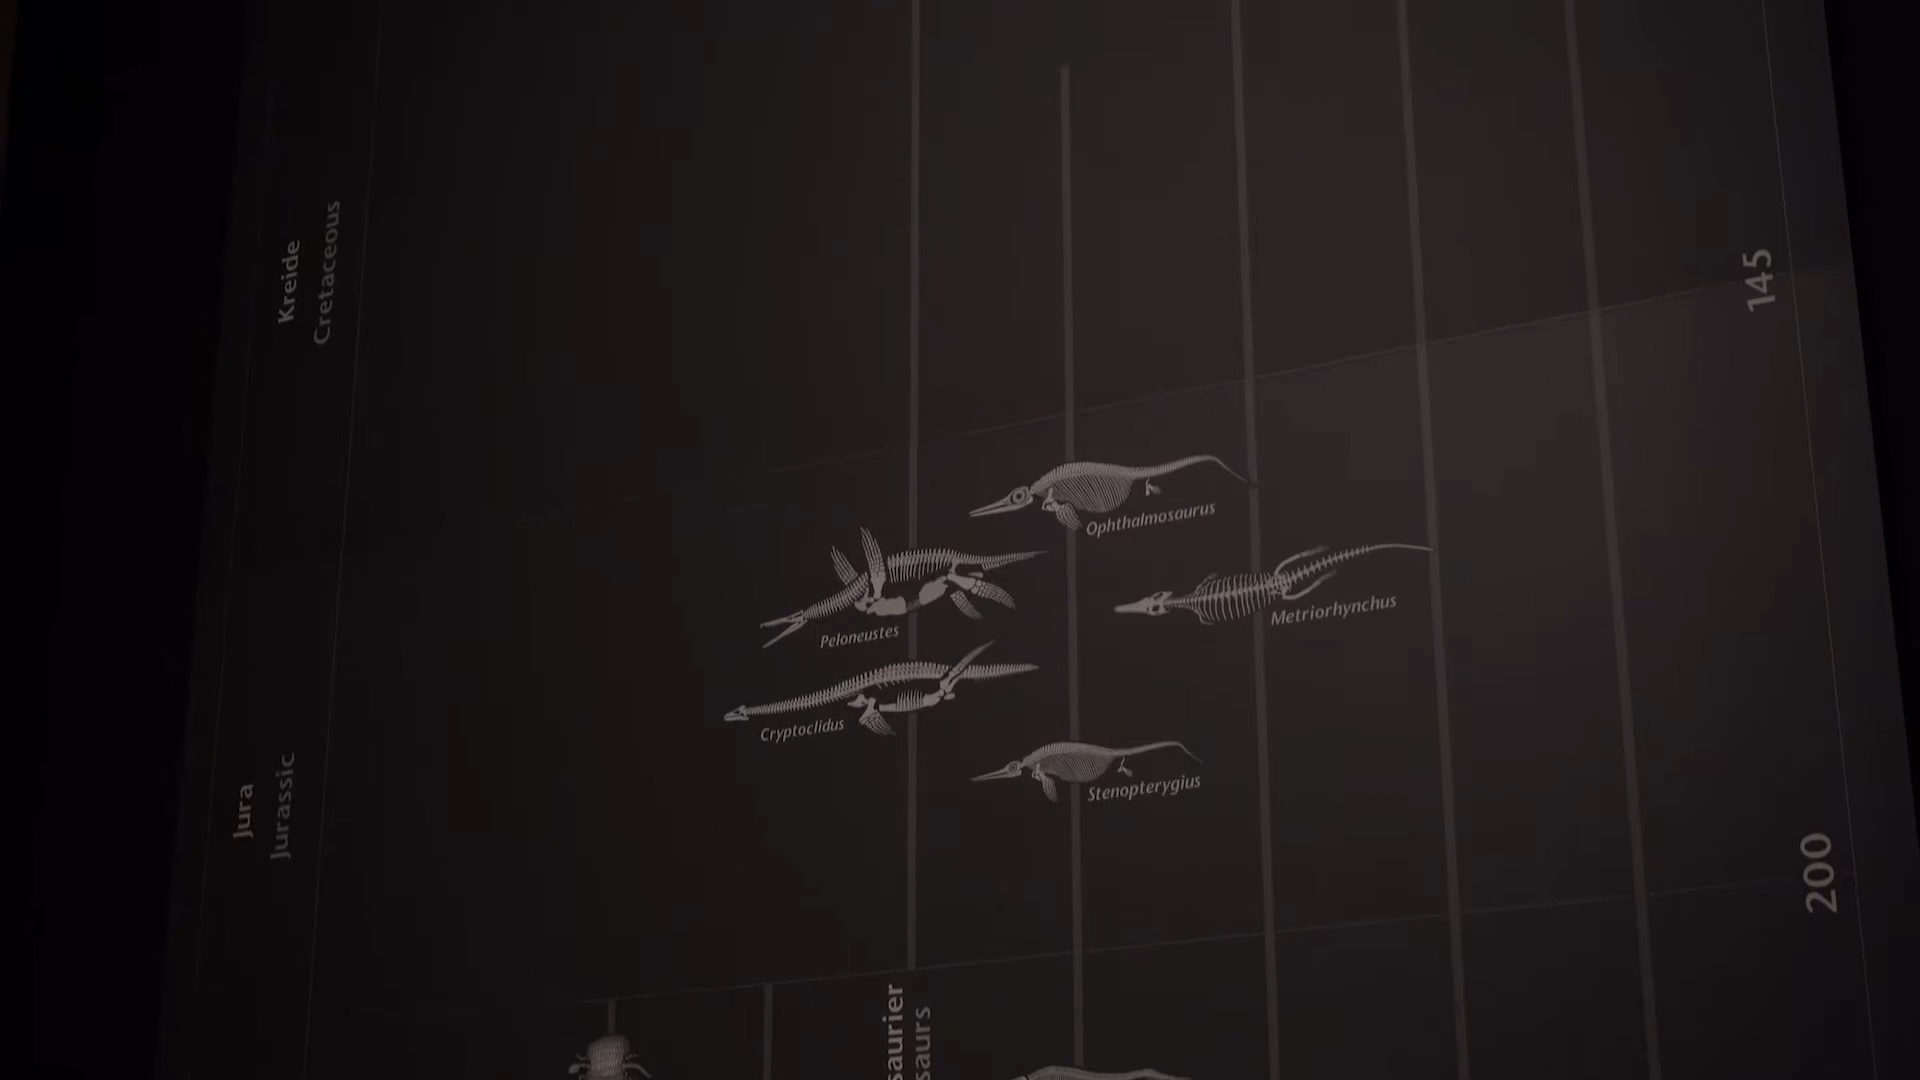 Kreide
Cretaceous
145
Ophthalmosaurus
Peloneustes
Metriorhynchus
Cryptoclidus
Stenopterygius
Jura
Jurassic
200
saurier
saurs